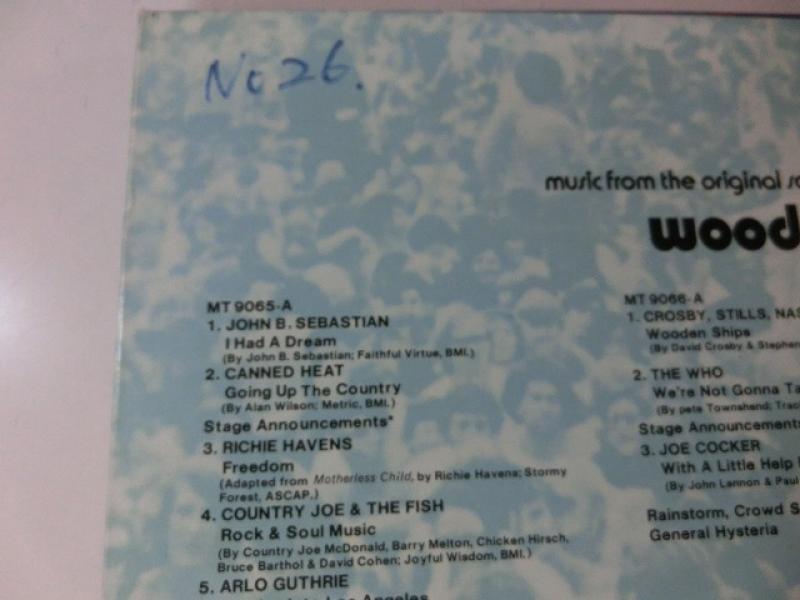 No 26.
music from the original
MT 9065-A
1. JOHN B. SEBASTIAN
I Had A Dream
(By John B. Sebastian; Faithful Virtue, BMI.)
2. CANNED HEAT
Going Up The Country
(By Alan Wilson; Metric, BMI.)
Stage Announcements*
3. RICHIE HAVENS
Freedom
(Adapted from Motherless Child, by Richie Havens; Stormy
Forest, ASCAP.)
4. COUNTRY JOE & THE FISH
Rock & Soul Music
(By Country Joe McDonald, Barry Melton, Chicken Hirsch,
Bruce Barthol & David Cohen; Joyful Wisdom, BMI.)
5. ARLO GUTHRIE
Los Angeles
wood
MT 9066-A
1. CROSBY, STILLS, NAS
Wooden Ships
(By David Crosby & Stephen
2. THE WHO
We're Not Gonna Ta
(By pete Townshend; Trac
Stage Announcements
3. JOE COCKER
With A Little Help
(By John Lennon & Paul
Rainstorm, Crowd S
General Hysteria